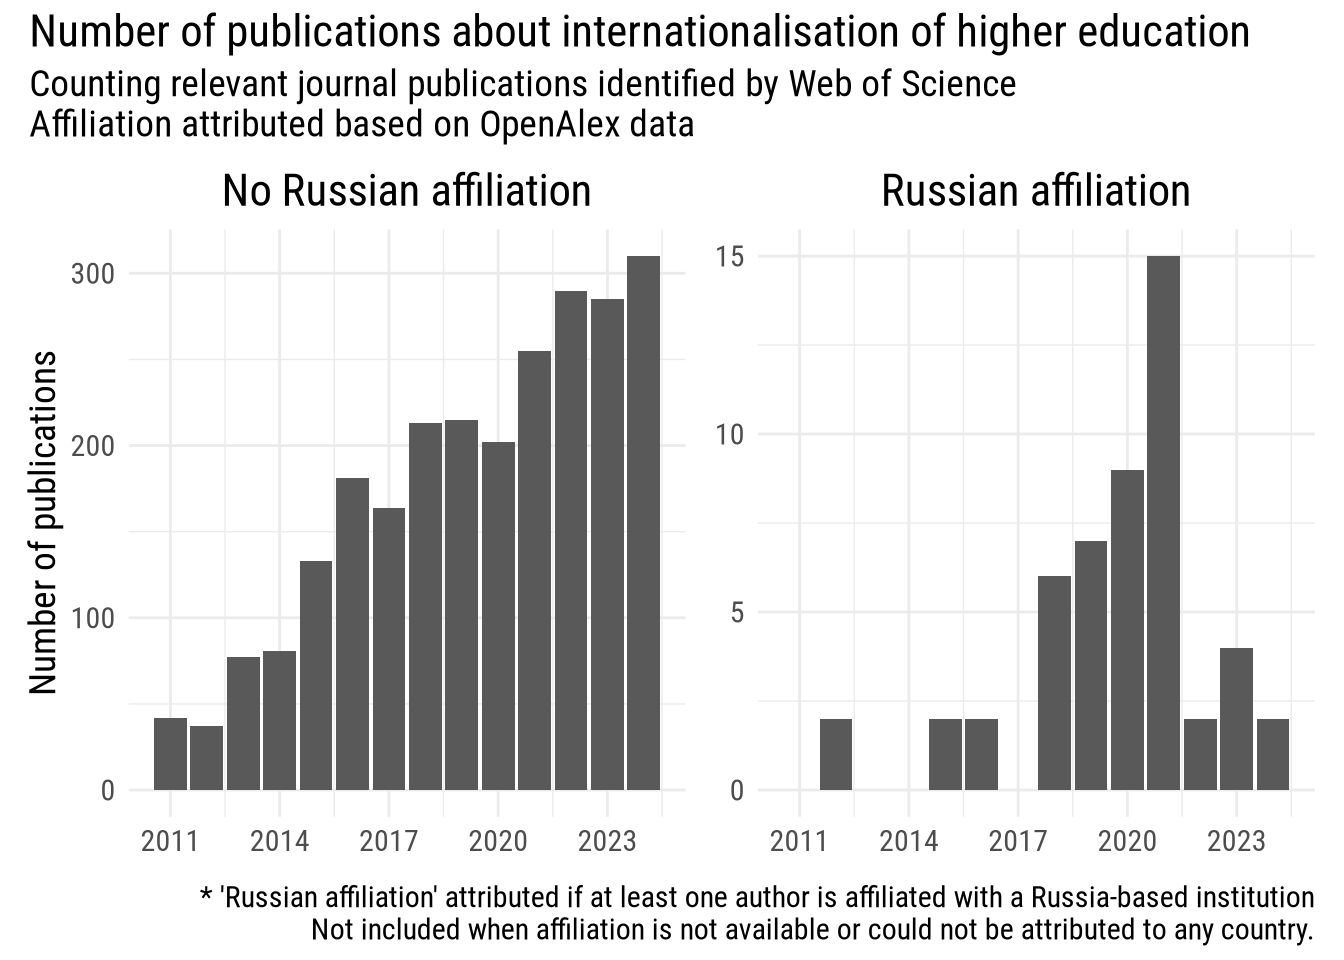 Number of publications about internationalisation of higher education
Counting relevant journal publications identified by Web of Science
Affiliation attributed based on OpenAlex data
No Russian affiliation
Russian affiliation
Number of publications
300
200
100
0
15
10
5
0
2011 2014 2017 2020 2023
2011 2014 2017 2020 2023
* 'Russian affiliation' attributed if at least one author is affiliated with a Russia-based institution
Not included when affiliation is not available or could not be attributed to any country.